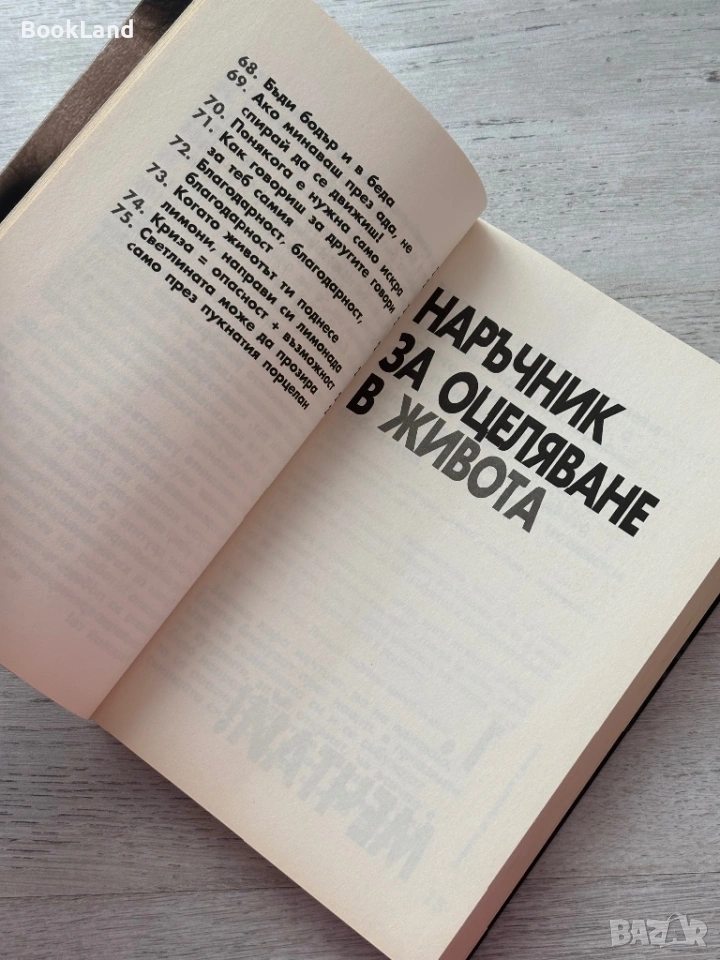 BookLand
68. Бъди бодър и в беда
69. Ако минаваш през ада, не
спирай да се движиш!
70. Понякога е нужна само искра
71. Как говориш за другите говори
за теб самия
72. Благодарност, благодарност,
благодарност
73. Когато животът ти поднесе
лимони, направи си лимонада
74. Криза = опасност + възможност
75. Светлината може да прозира
само през пукнатия порцелан
НАРЪЧНИК
ЗА ОЦЕЛЯВАНЕ
В ЖИВОТА
BAZAR